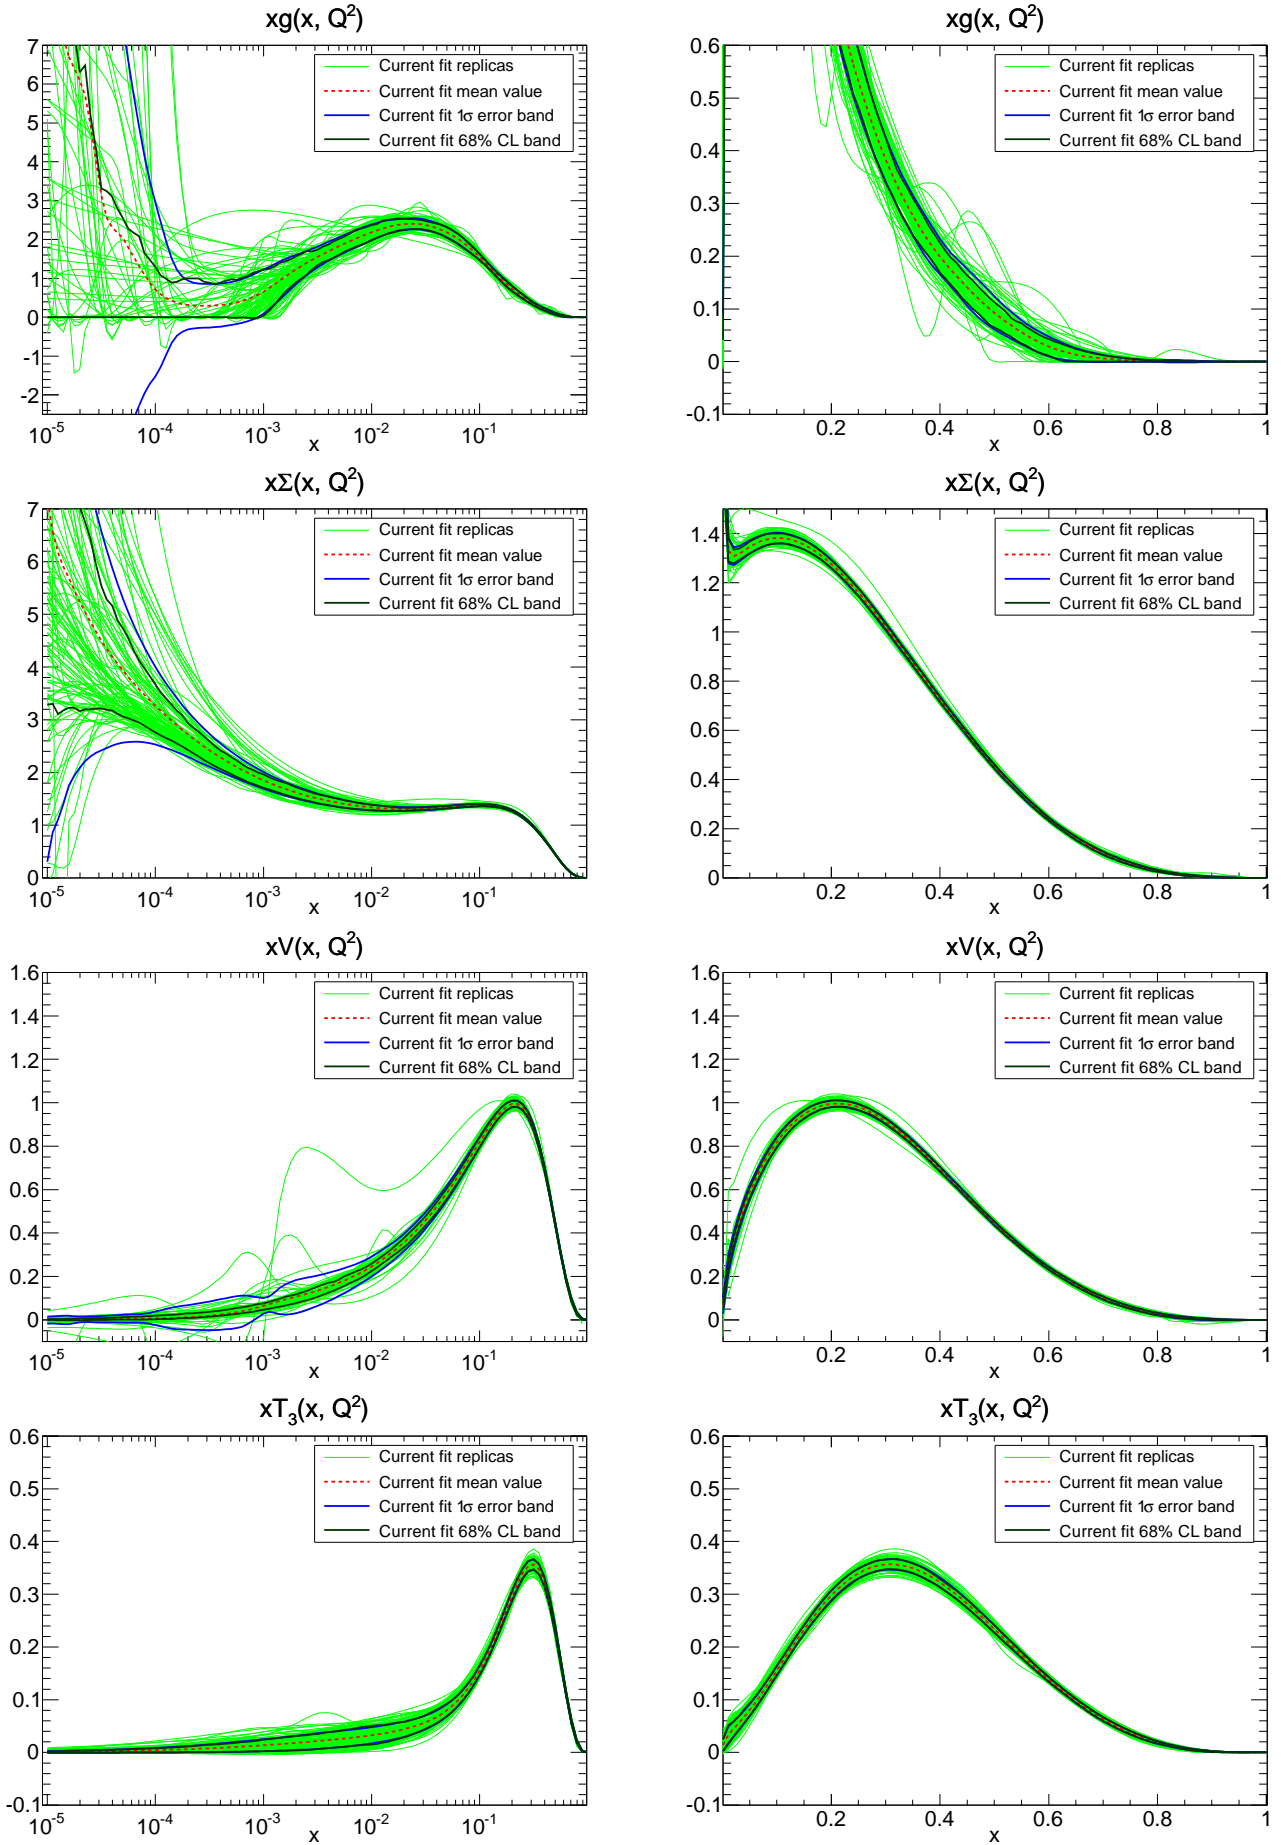 xg(x, Q²)
7
6
5
4
3
2
1
0
-1
-2
Current fit replicas
Current fit mean value
Current fit 1σ error band
Current fit 68% CL band
10⁻⁵ 10⁻⁴ 10⁻³ 10⁻² 10⁻¹
x
xg(x, Q²)
0.6
0.5
0.4
0.3
0.2
0.1
0
-0.1
Current fit replicas
Current fit mean value
Current fit 1σ error band
Current fit 68% CL band
0.2 0.4 0.6 0.8 1
x
xΣ(x, Q²)
7
6
5
4
3
2
1
0
Current fit replicas
Current fit mean value
Current fit 1σ error band
Current fit 68% CL band
10⁻⁵ 10⁻⁴ 10⁻³ 10⁻² 10⁻¹
x
xΣ(x, Q²)
1.4
1.2
1
0.8
0.6
0.4
0.2
0
Current fit replicas
Current fit mean value
Current fit 1σ error band
Current fit 68% CL band
0.2 0.4 0.6 0.8 1
x
xV(x, Q²)
1.6
1.4
1.2
1
0.8
0.6
0.4
0.2
0
Current fit replicas
Current fit mean value
Current fit 1σ error band
Current fit 68% CL band
10⁻⁵ 10⁻⁴ 10⁻³ 10⁻² 10⁻¹
x
xV(x, Q²)
1.6
1.4
1.2
1
0.8
0.6
0.4
0.2
0
Current fit replicas
Current fit mean value
Current fit 1σ error band
Current fit 68% CL band
0.2 0.4 0.6 0.8 1
x
xT₃(x, Q²)
0.6
0.5
0.4
0.3
0.2
0.1
0
-0.1
Current fit replicas
Current fit mean value
Current fit 1σ error band
Current fit 68% CL band
10⁻⁵ 10⁻⁴ 10⁻³ 10⁻² 10⁻¹
x
xT₃(x, Q²)
0.6
0.5
0.4
0.3
0.2
0.1
0
-0.1
Current fit replicas
Current fit mean value
Current fit 1σ error band
Current fit 68% CL band
0.2 0.4 0.6 0.8 1
x